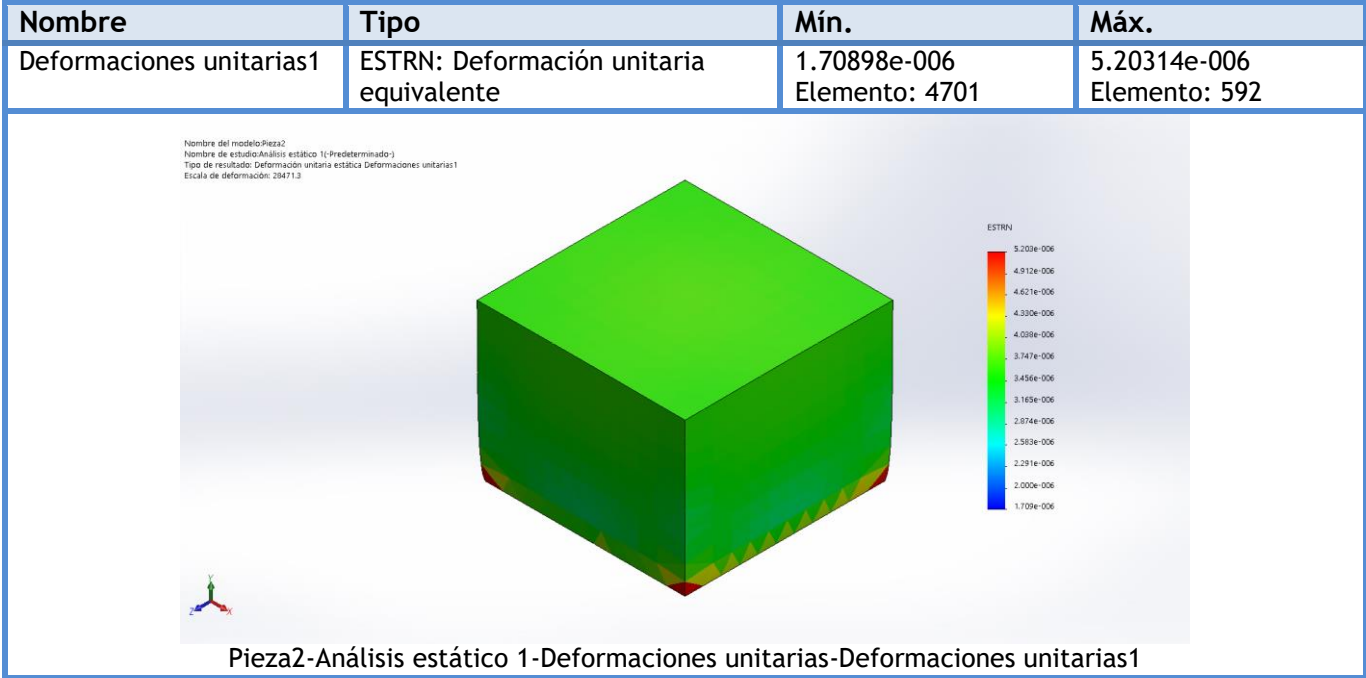 Nombre Tipo Mín. Máx.
Deformaciones unitarias1 ESTRN: Deformación unitaria equivalente 1.70898e-006 Elemento: 4701 5.20314e-006 Elemento: 592
Nombre del modelo:Pieza2
Nombre de estudio:Análisis estático 1(-Predeterminado-)
Tipo de resultado: Deformación unitaria estática Deformaciones unitarias1
Escala de deformación: 28471.3
ESTRN
5.203e-006
4.912e-006
4.621e-006
4.330e-006
4.038e-006
3.747e-006
3.456e-006
3.165e-006
2.874e-006
2.583e-006
2.291e-006
2.000e-006
1.709e-006
Y
Z X
Pieza2-Análisis estático 1-Deformaciones unitarias-Deformaciones unitarias1